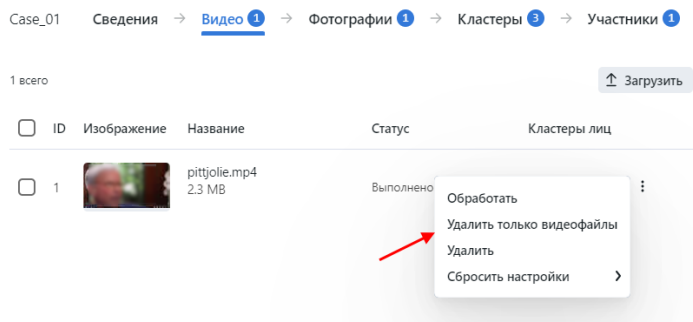 Case_01 Сведения → Видео 1 → Фотографии 1 → Кластеры 3 → Участники 1
1 всего
Загрузить
ID Изображение Название Статус Кластеры лиц
1 pittjolie.mp4 Выполнено
2.3 MB
Обработать
Удалить только видеофайлы
Удалить
Сбросить настройки